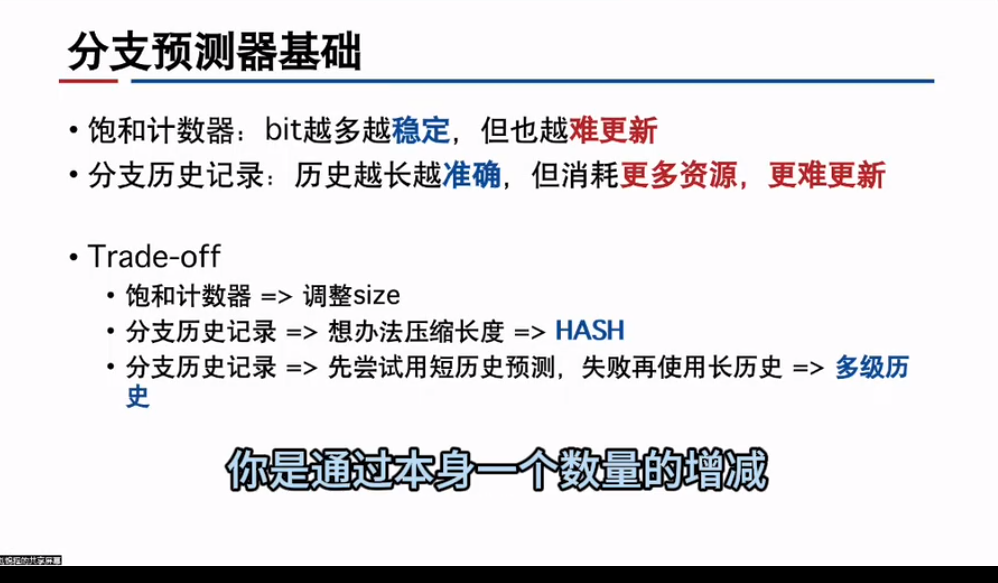 分支预测器基础
• 饱和计数器：bit越多越稳定，但也越难更新
• 分支历史记录：历史越长越准确，但消耗更多资源，更难更新
• Trade-off
• 饱和计数器 => 调整size
• 分支历史记录 => 想办法压缩长度 => HASH
• 分支历史记录 => 先尝试用短历史预测，失败再使用长历史 => 多级历
史
你是通过本身一个数量的增减
的共享屏幕